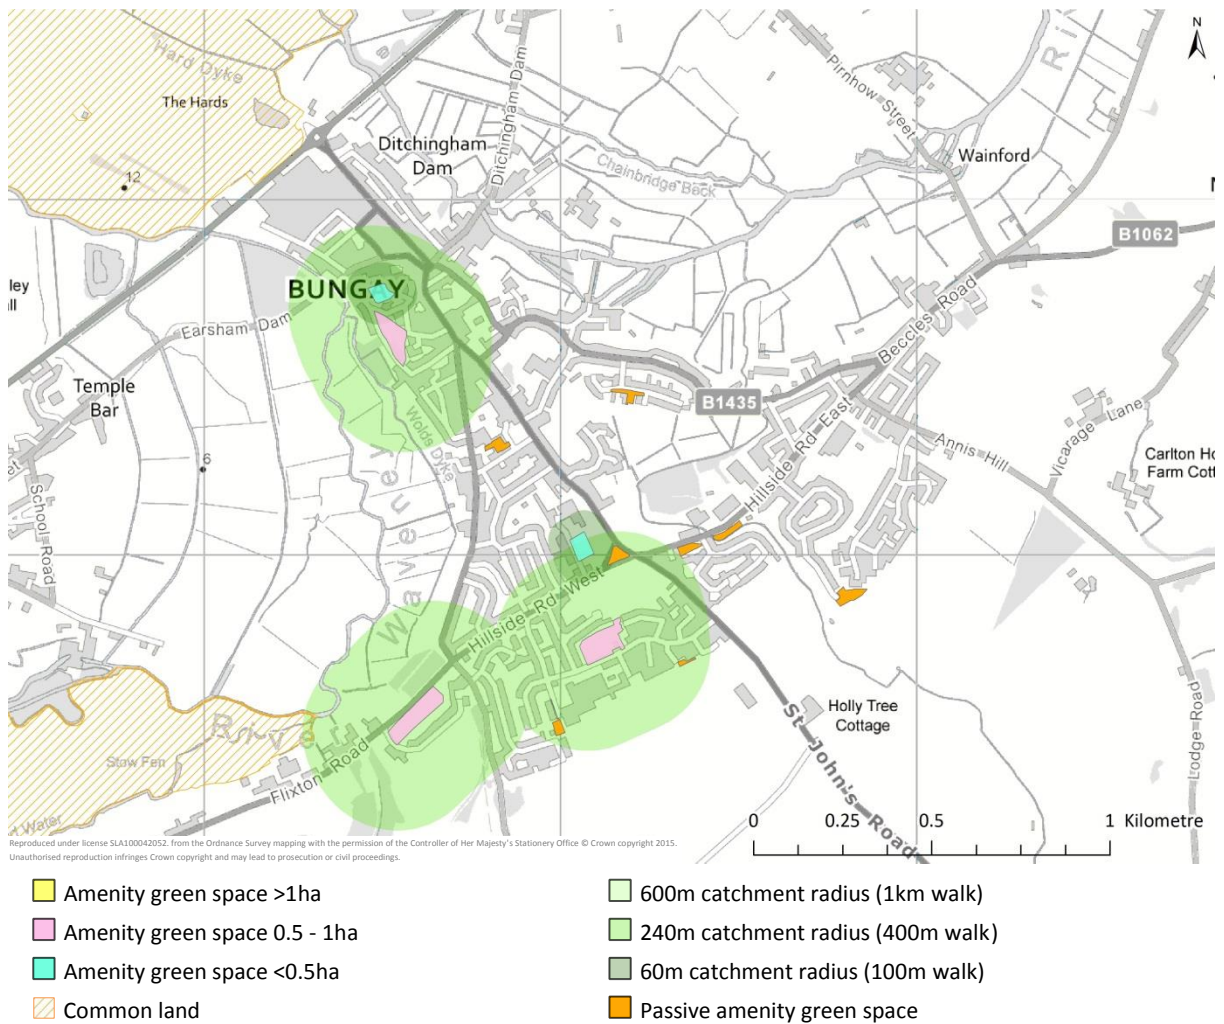 N
Hard Dyke
The Hards
Ditchingham Dam
Pirnhow Street
Ditchingham
Dam
Wainford
Chainbridge Beck
12
B1062
BUNGAY
Earsham Dam
Beccles Road
Temple
Bar
B1435
Wolds Dyke
Hillside Rd East
Annis Hill
Vicarage Lane
6
Carlton Ho
Farm Cott
School Road
Waveney
Hillside Rd West
Holly Tree
Cottage
Stow Fen
Flixton Road
St. John's Road
Lodge Road
Water
0 0.25 0.5 1 Kilometre
Reproduced under license SLA100042052. from the Ordnance Survey mapping with the permission of the Controller of Her Majesty's Stationery Office © Crown copyright 2015.
Unauthorised reproduction infringes Crown copyright and may lead to prosecution or civil proceedings.
Amenity green space >1ha
Amenity green space 0.5 - 1ha
Amenity green space <0.5ha
Common land
600m catchment radius (1km walk)
240m catchment radius (400m walk)
60m catchment radius (100m walk)
Passive amenity green space